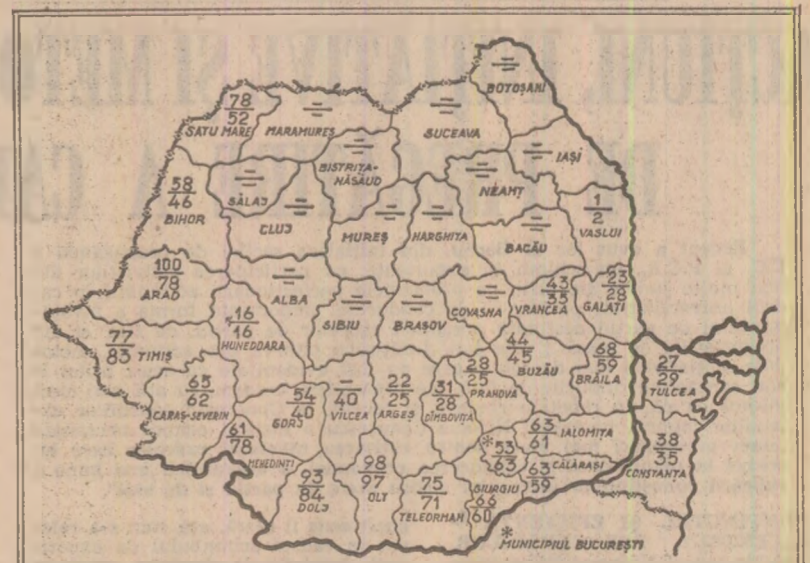 BOTOȘANI
78
52
SATU MARE
MARAMUREȘ
SUCEAVA
IAȘI
BISTRIȚA-
NĂSĂUD
NEAMȚ
SĂLAJ
58
46
BIHOR
1
2
VASLUI
CLUJ
MUREȘ
HARGHITA
BACĂU
100
78
ARAD
ALBA
43
33
VRANCEA
23
28
GALAȚI
16
16
HUNEDOARA
SIBIU
BRAȘOV
COVASNA
77
83
TIMIȘ
44
45
BUZĂU
68
59
BRĂILA
28
25
PRAHOVA
27
29
TULCEA
65
62
CARAȘ-SEVERIN
54
40
GORJ
—
40
VÎLCEA
22
25
ARGEȘ
31
28
DÎMBOVIȚA
63
61
IALOMIȚA
61
78
MEHEDINȚI
*
53
63
63
59
CĂLĂRAȘI
38
35
CONSTANȚA
93
84
DOLJ
98
97
OLT
75
71
TELEORMAN
GIURGIU
66
60
* MUNICIPIUL BUCUREȘTI